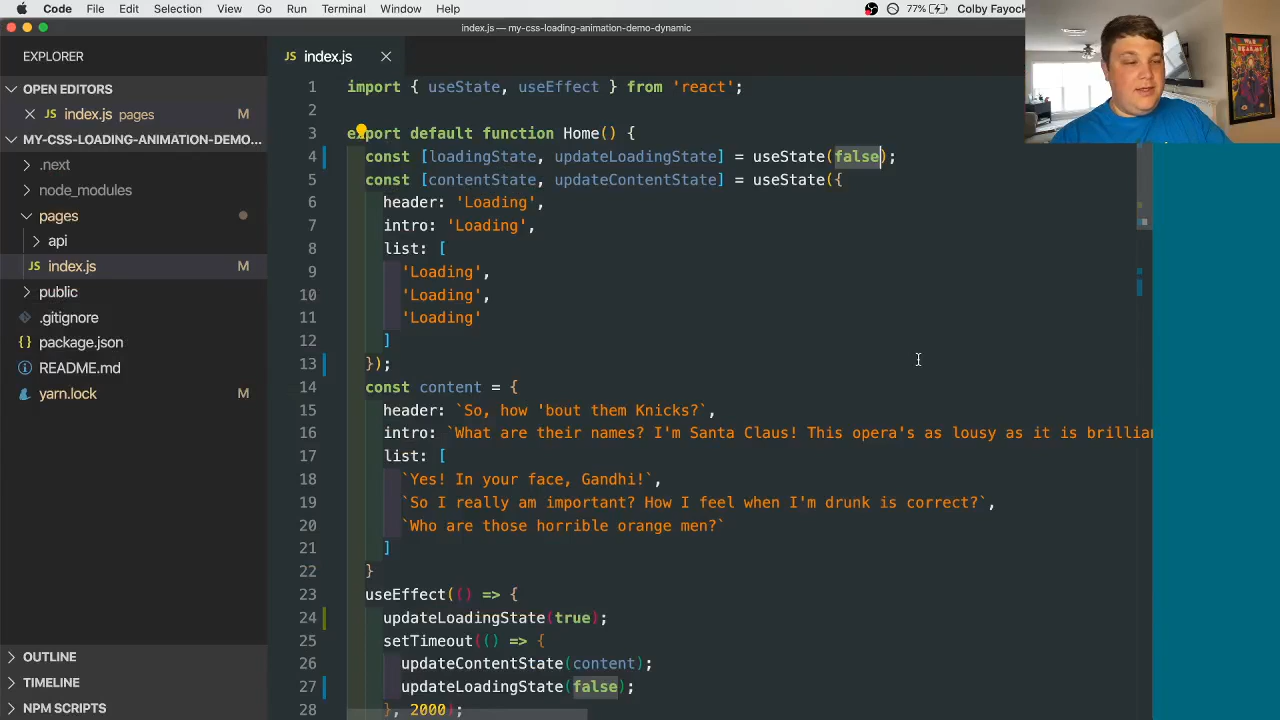 Code File Edit Selection View Go Run Terminal Window Help 77% Colby Fayock
index.js — my-css-loading-animation-demo-dynamic
EXPLORER
OPEN EDITORS
JS index.js pages M
MY-CSS-LOADING-ANIMATION-DEMO...
.next
node_modules
pages
api
JS index.js M
public
.gitignore
{} package.json
README.md
yarn.lock M
OUTLINE
TIMELINE
NPM SCRIPTS
JS index.js
1 import { useState, useEffect } from 'react';
2
3 export default function Home() {
4 const [loadingState, updateLoadingState] = useState(false);
5 const [contentState, updateContentState] = useState({
6 header: 'Loading',
7 intro: 'Loading',
8 list: [
9 'Loading',
10 'Loading',
11 'Loading'
12 ]
13 });
14 const content = {
15 header: `So, how 'bout them Knicks?`,
16 intro: `What are their names? I'm Santa Claus! This opera's as lousy as it is brillian
17 list: [
18 `Yes! In your face, Gandhi!`,
19 `So I really am important? How I feel when I'm drunk is correct?`,
20 `Who are those horrible orange men?`
21 ]
22 }
23 useEffect(() => {
24 updateLoadingState(true);
25 setTimeout(() => {
26 updateContentState(content);
27 updateLoadingState(false);
28 }, 2000);